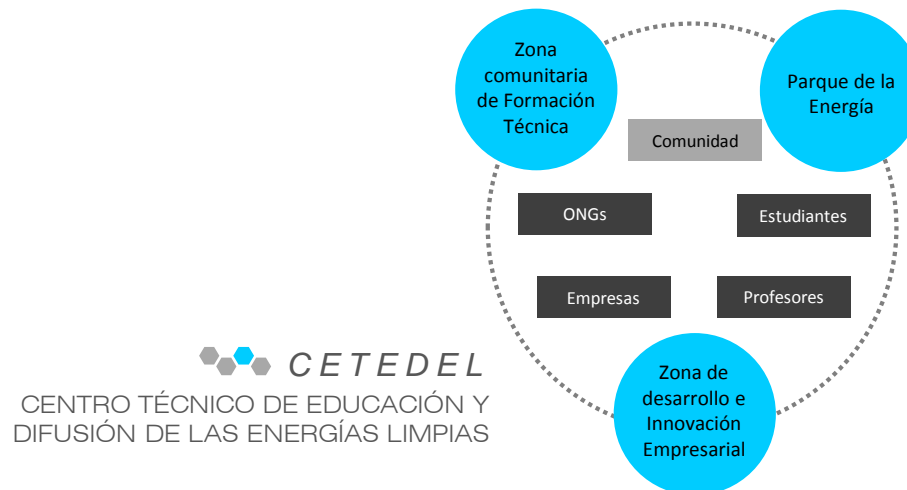 Zona
comunitaria
de Formación
Técnica
Parque de la
Energía
Comunidad
ONGs
Estudiantes
Empresas
Profesores
Zona de
desarrollo e
Innovación
Empresarial
CETEDEL
CENTRO TÉCNICO DE EDUCACIÓN Y
DIFUSIÓN DE LAS ENERGÍAS LIMPIAS